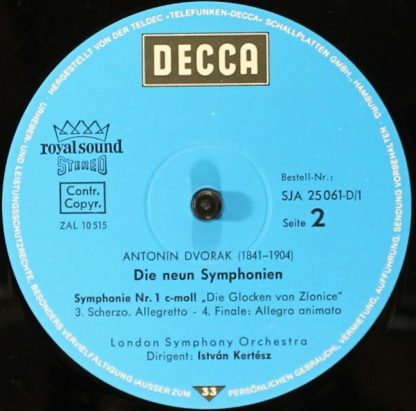 HERGESTELLT VON DER TELDEC »TELEFUNKEN-DECCA« SCHALLPLATTEN GMBH., HAMBURG
DECCA
royal sound
STEREO
Contr.
Copyr.
ZAL 10 515
Bestell-Nr.:
SJA 25 061-D/1
Seite 2
ANTONIN DVORAK (1841–1904)
Die neun Symphonien
Symphonie Nr. 1 c-moll „Die Glocken von Zlonice"
3. Scherzo. Allegretto - 4. Finale: Allegro animato
London Symphony Orchestra
Dirigent: István Kertész
URHEBER- UND LEISTUNGSSCHUTZRECHTE, BESONDERS VERVIELFÄLTIGUNG (AUSSER ZUM PERSÖNLICHEN GEBRAUCH), VERMIETUNG, AUFFÜHRUNG, SENDUNG VORBEHALTEN
33